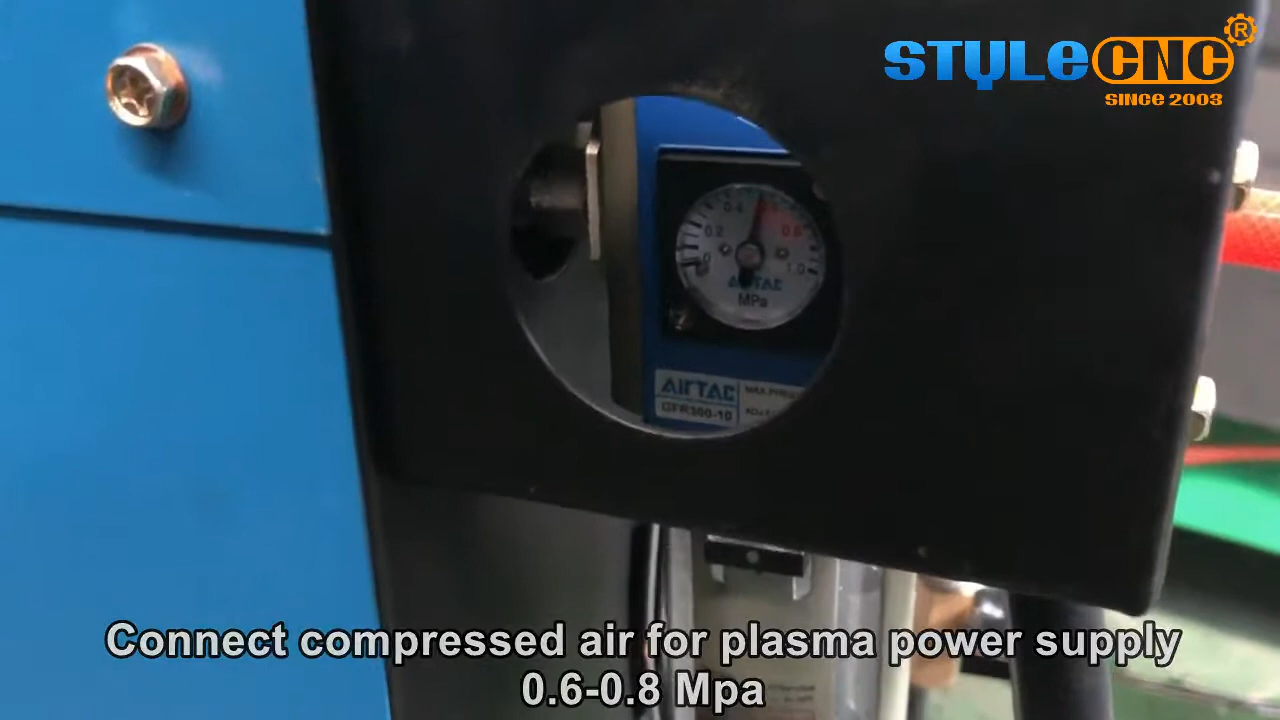 STYLECNC®
SINCE 2003
0.4
0.2
0.8
0
1.0
AIRTAC
MPa
AIRTAC
GFR300-10
Connect compressed air for plasma power supply
0.6-0.8 Mpa